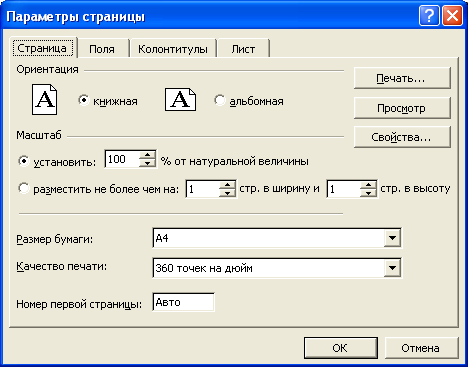 Параметры страницы
Страница Поля Колонтитулы Лист
Ориентация
A книжная A альбомная
Печать...
Просмотр
Свойства...
Масштаб
установить: 100 % от натуральной величины
разместить не более чем на: 1 стр. в ширину и 1 стр. в высоту
Размер бумаги: A4
Качество печати: 360 точек на дюйм
Номер первой страницы: Авто
OK Отмена